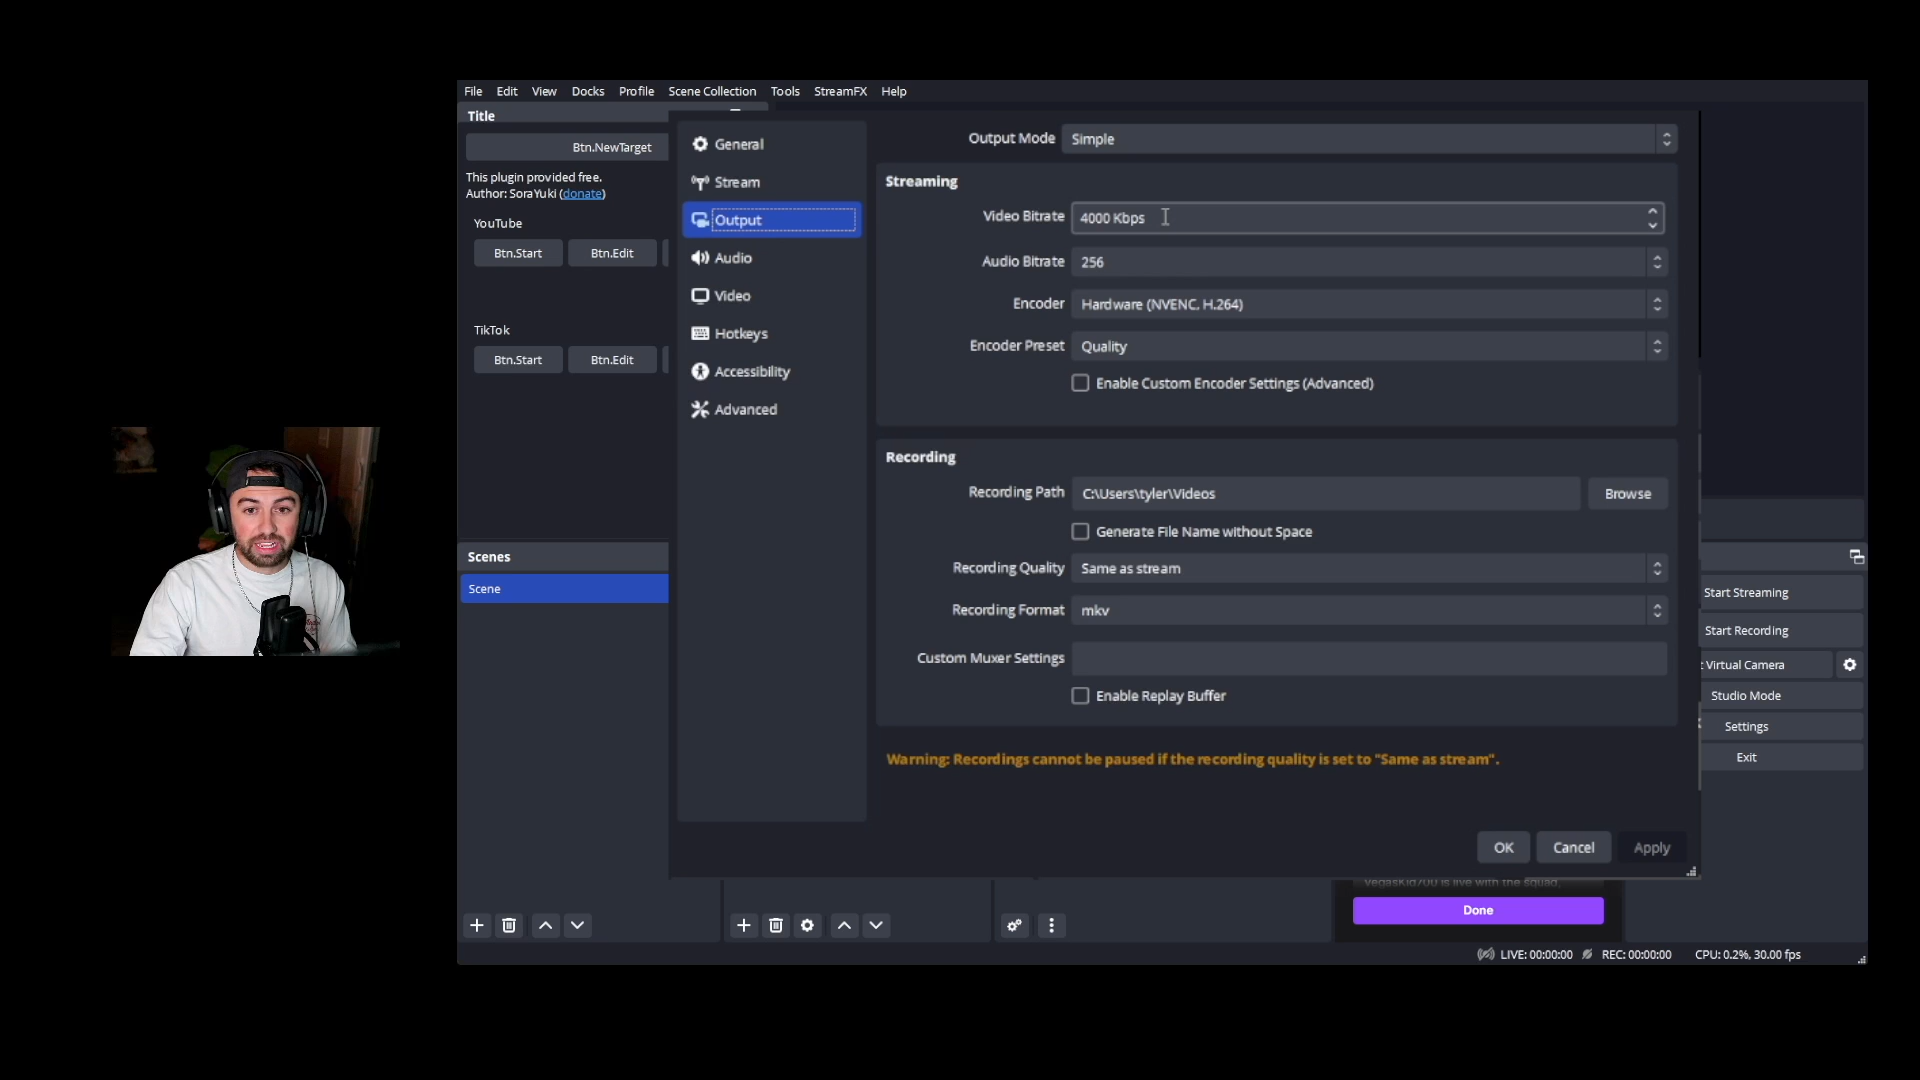 File Edit View Docks Profile Scene Collection Tools StreamFX Help
Title
Btn.NewTarget
This plugin provided free.
Author: SoraYuki (donate)
YouTube
Btn.Start Btn.Edit
TikTok
Btn.Start Btn.Edit
Scenes
Scene
General
Stream
Output
Audio
Video
Hotkeys
Accessibility
Advanced
Output Mode Simple
Streaming
Video Bitrate 4000 Kbps
Audio Bitrate 256
Encoder Hardware (NVENC, H.264)
Encoder Preset Quality
Enable Custom Encoder Settings (Advanced)
Recording
Recording Path C:\Users\tyler\Videos Browse
Generate File Name without Space
Recording Quality Same as stream
Recording Format mkv
Custom Muxer Settings
Enable Replay Buffer
Warning: Recordings cannot be paused if the recording quality is set to "Same as stream".
OK Cancel Apply
Start Streaming
Start Recording
Virtual Camera
Studio Mode
Settings
Exit
VegasKid700 is live with the squad,
Done
LIVE: 00:00:00 REC: 00:00:00 CPU: 0.2%, 30.00 fps